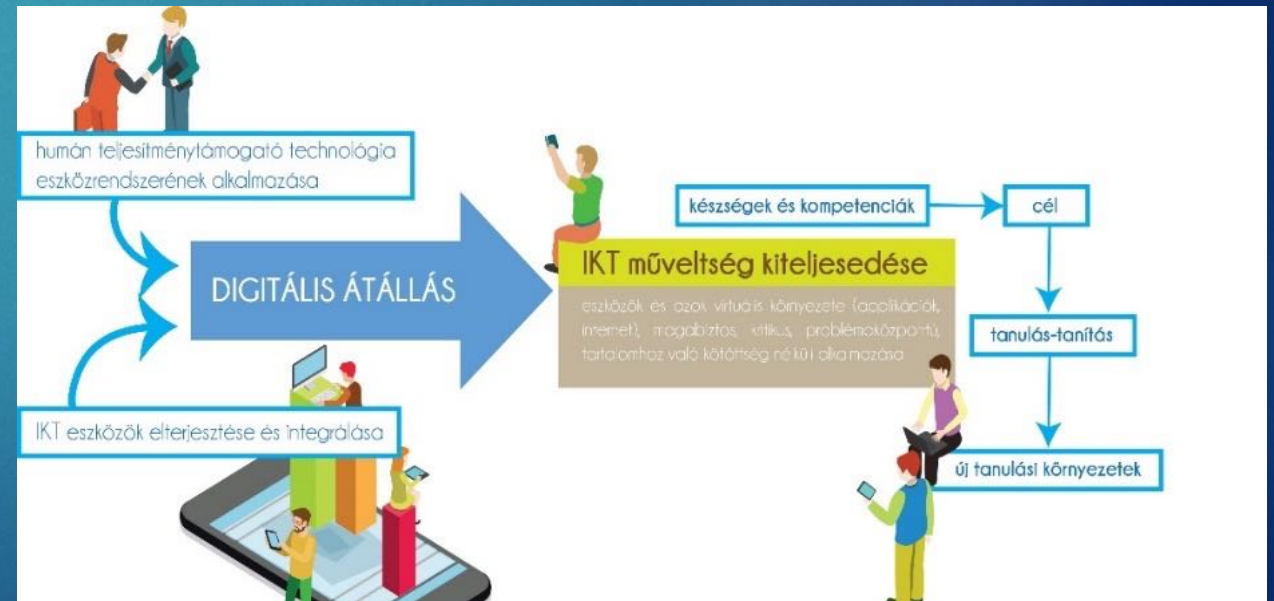 humán teljesítménytámogató technológia
eszközrendszerének alkalmazása
DIGITÁLIS ÁTÁLLÁS
IKT eszközök elterjesztése és integrálása
készségek és kompetenciák
cél
IKT műveltség kiteljesedése
eszközök és azok virtuális környezete (applikációk,
internet), magabiztos, kritikus, problémaközpontú,
tartalomhoz való kötöttség nélküli alkalmazása
tanulás-tanítás
új tanulási környezetek